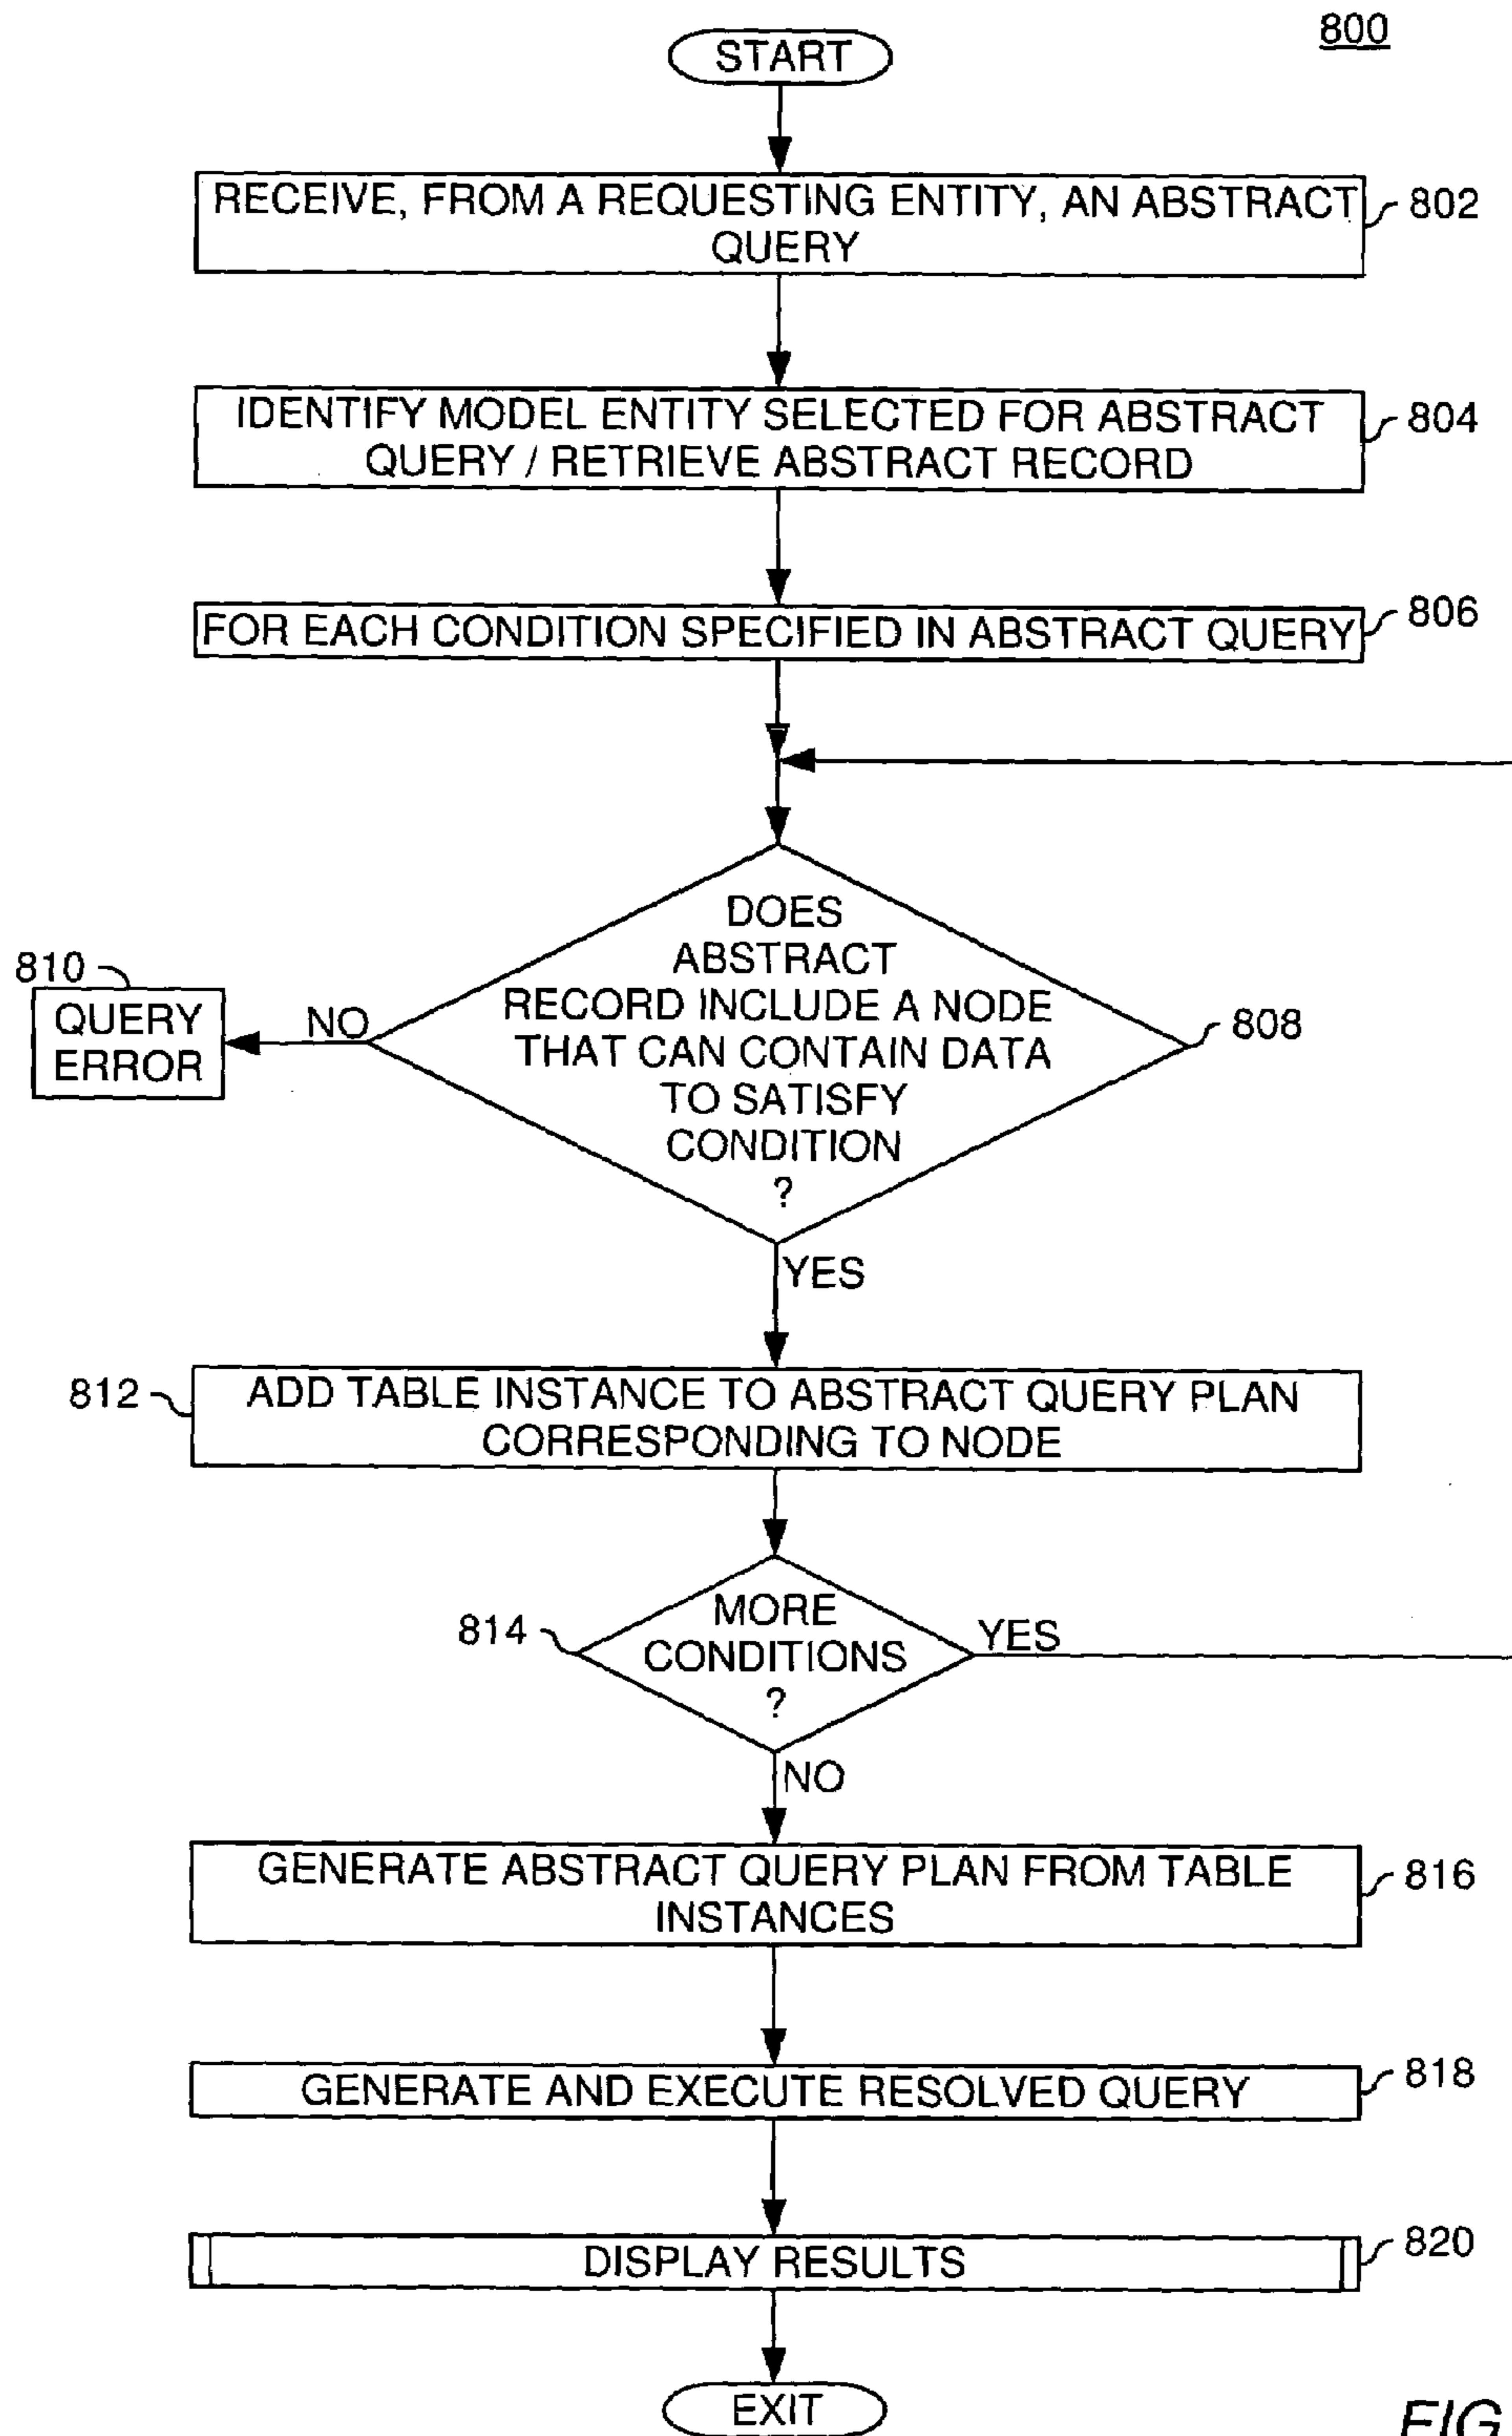 800
START
RECEIVE, FROM A REQUESTING ENTITY, AN ABSTRACT
QUERY
802
IDENTIFY MODEL ENTITY SELECTED FOR ABSTRACT
QUERY / RETRIEVE ABSTRACT RECORD
804
FOR EACH CONDITION SPECIFIED IN ABSTRACT QUERY
806
DOES
ABSTRACT
RECORD INCLUDE A NODE
THAT CAN CONTAIN DATA
TO SATISFY
CONDITION
?
808
NO
810
QUERY
ERROR
YES
812
ADD TABLE INSTANCE TO ABSTRACT QUERY PLAN
CORRESPONDING TO NODE
814
MORE
CONDITIONS
?
YES
NO
GENERATE ABSTRACT QUERY PLAN FROM TABLE
INSTANCES
816
GENERATE AND EXECUTE RESOLVED QUERY
818
DISPLAY RESULTS
820
EXIT
FIG